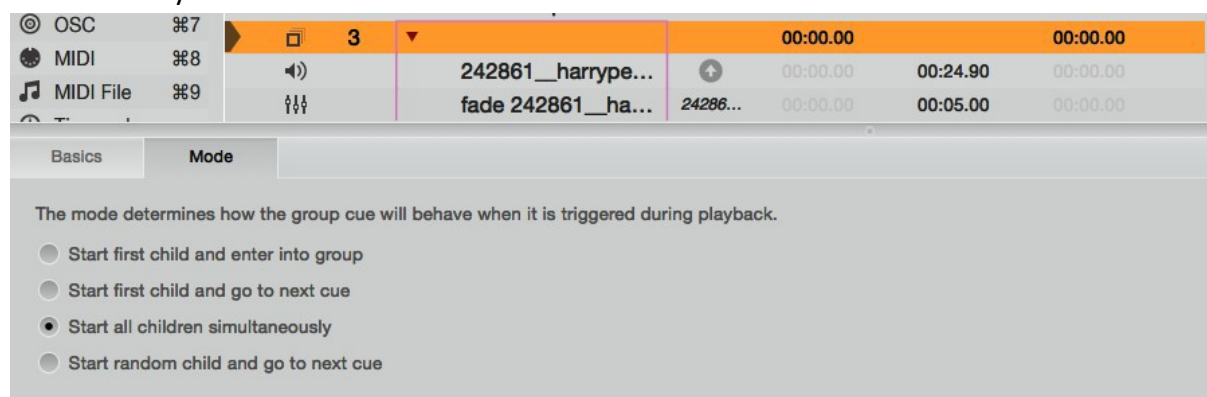 OSC ⌘7
3 00:00.00 00:00.00
MIDI ⌘8
242861__harrype... 00:00.00 00:24.90 00:00.00
MIDI File ⌘9
fade 242861__ha... 24286... 00:00.00 00:05.00 00:00.00
Basics Mode
The mode determines how the group cue will behave when it is triggered during playback.
Start first child and enter into group
Start first child and go to next cue
Start all children simultaneously
Start random child and go to next cue